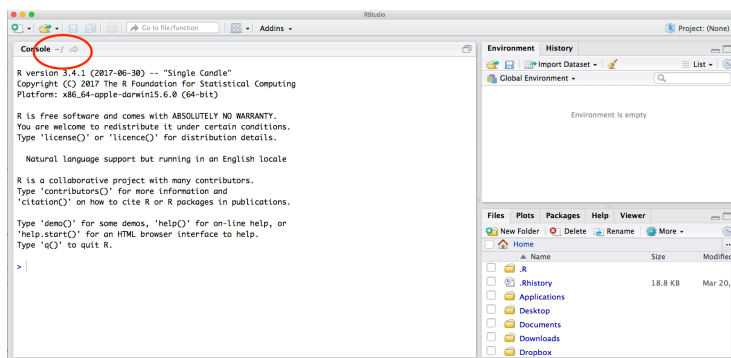 RStudio
Go to file/function
Addins
Project: (None)
Console ~/
R version 3.4.1 (2017-06-30) -- "Single Candle"
Copyright (C) 2017 The R Foundation for Statistical Computing
Platform: x86_64-apple-darwin15.6.0 (64-bit)
R is free software and comes with ABSOLUTELY NO WARRANTY.
You are welcome to redistribute it under certain conditions.
Type 'license()' or 'licence()' for distribution details.
Natural language support but running in an English locale
R is a collaborative project with many contributors.
Type 'contributors()' for more information and
'citation()' on how to cite R or R packages in publications.
Type 'demo()' for some demos, 'help()' for on-line help, or
'help.start()' for an HTML browser interface to help.
Type 'q()' to quit R.
>
Environment History
Import Dataset List
Global Environment
Environment is empty
Files Plots Packages Help Viewer
New Folder Delete Rename More
Home ...
Name Size Modified
.R
.Rhistory 18.8 KB Mar 20,
Applications
Desktop
Documents
Downloads
Dropbox